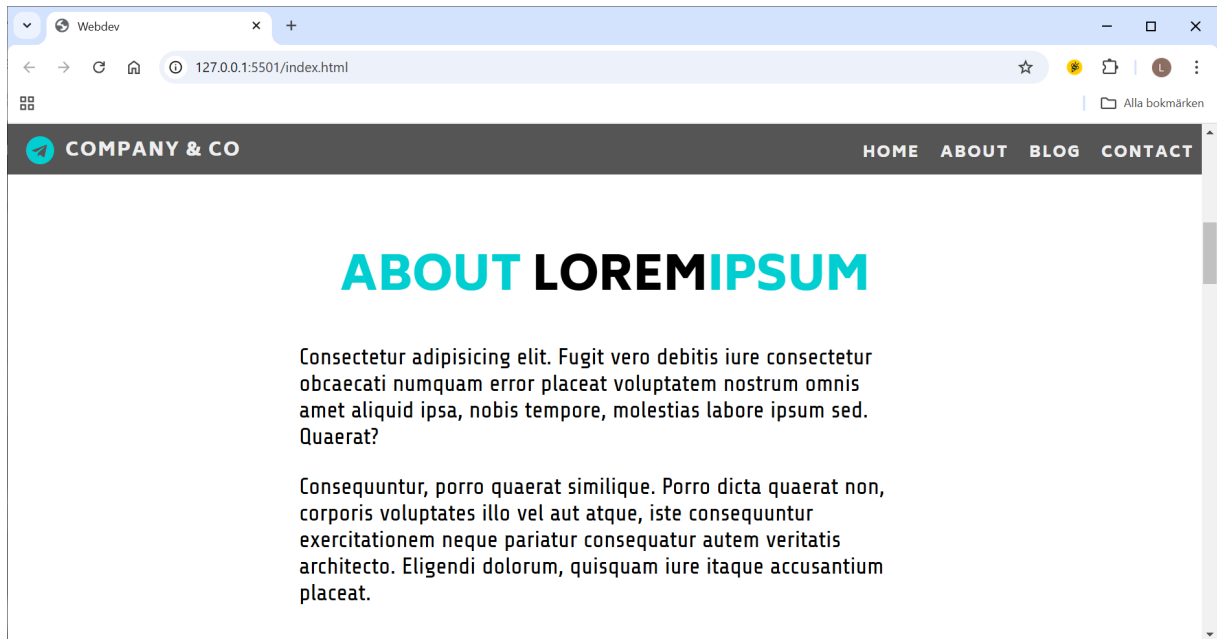 Webdev
127.0.0.1:5501/index.html
L
Alla bokmärken
COMPANY & CO
HOME ABOUT BLOG CONTACT
ABOUT LOREMIPSUM
Consectetur adipisicing elit. Fugit vero debitis iure consectetur
obcaecati numquam error placeat voluptatem nostrum omnis
amet aliquid ipsa, nobis tempore, molestias labore ipsum sed.
Quaerat?
Consequuntur, porro quaerat similique. Porro dicta quaerat non,
corporis voluptates illo vel aut atque, iste consequuntur
exercitationem neque pariatur consequatur autem veritatis
architecto. Eligendi dolorum, quisquam iure itaque accusantium
placeat.